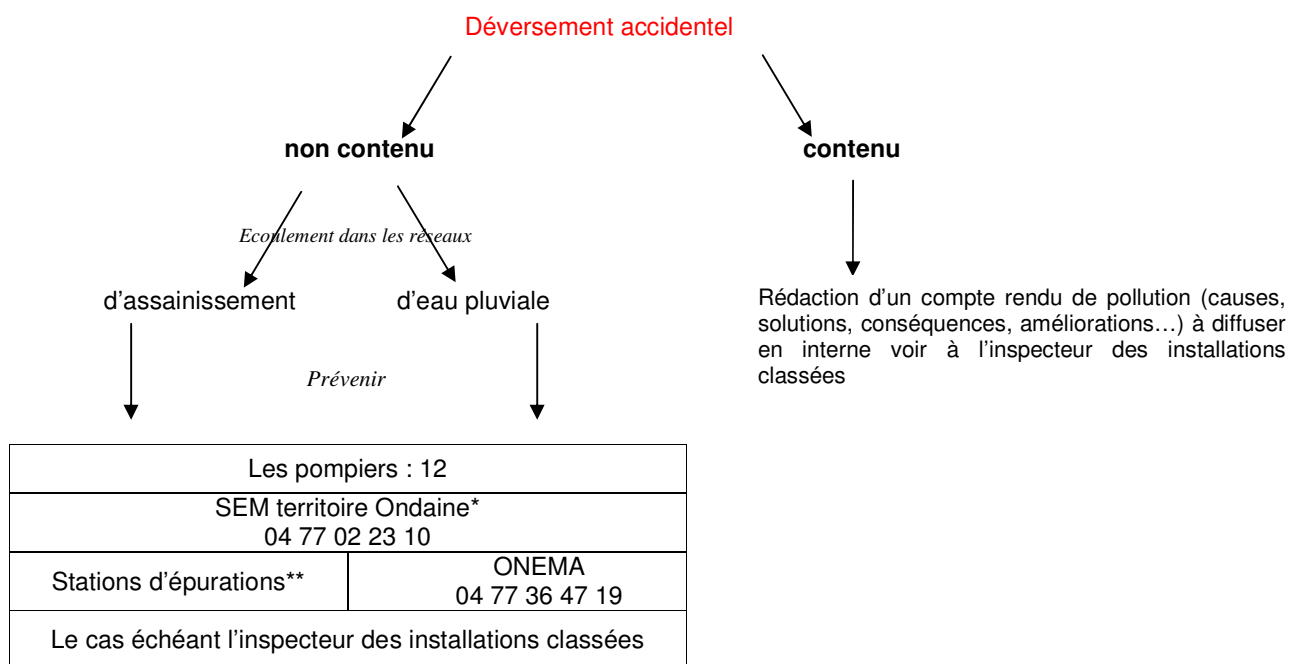 Déversement accidentel
non contenu
contenu
Ecoulement dans les réseaux
d'assainissement
d'eau pluviale
Rédaction d'un compte rendu de pollution (causes,
solutions, conséquences, améliorations…) à diffuser
en interne voir à l'inspecteur des installations
classées
Prévenir
Les pompiers : 12
SEM territoire Ondaine*
04 77 02 23 10
Stations d'épurations**
ONEMA
04 77 36 47 19
Le cas échéant l'inspecteur des installations classées